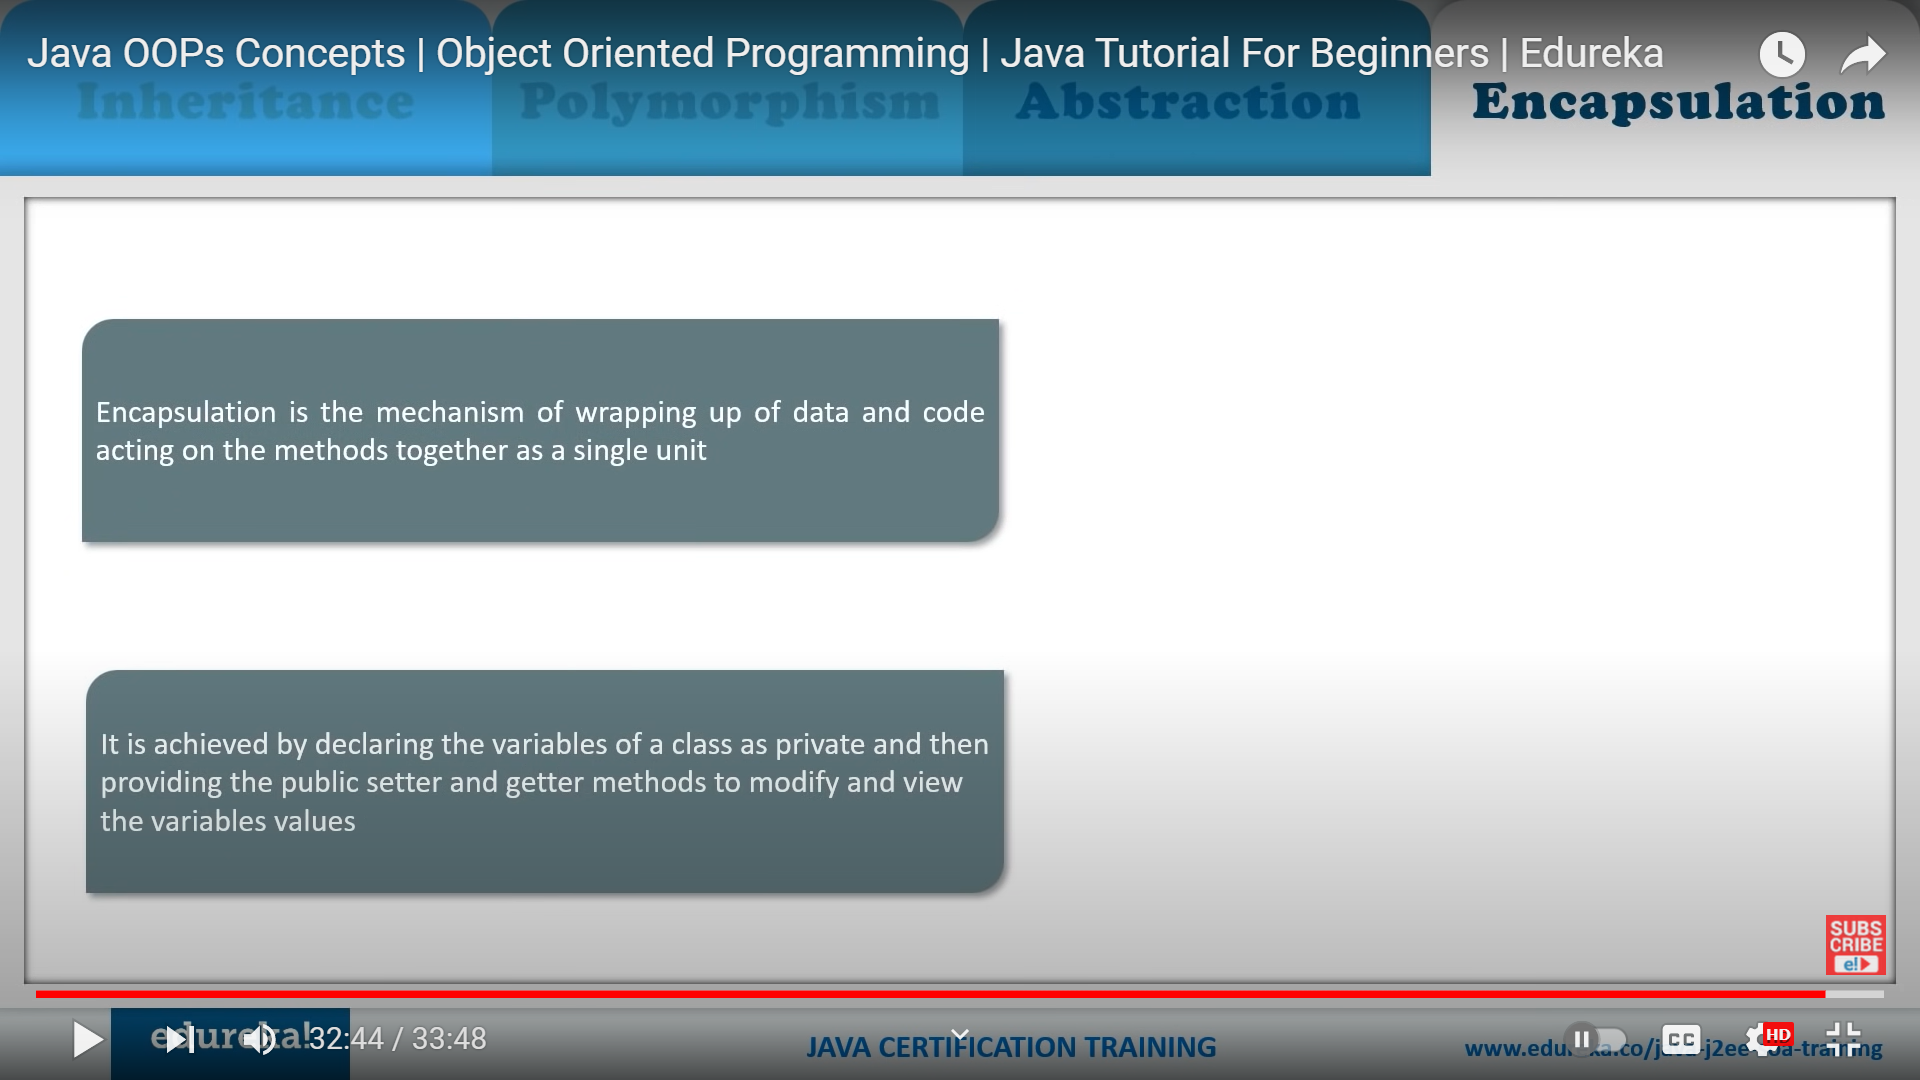 Java OOPs Concepts | Object Oriented Programming | Java Tutorial For Beginners | Edureka
Inheritance
Polymorphism
Abstraction
Encapsulation
Encapsulation is the mechanism of wrapping up of data and code
acting on the methods together as a single unit
It is achieved by declaring the variables of a class as private and then
providing the public setter and getter methods to modify and view
the variables values
SUBS
CRIBE
e!
edureka!
32:44 / 33:48
JAVA CERTIFICATION TRAINING
CC
HD